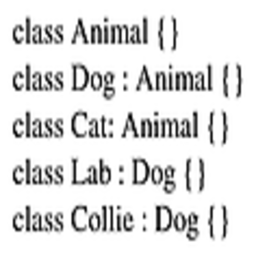 class Animal {}
class Dog : Animal {}
class Cat: Animal {}
class Lab : Dog {}
class Collie : Dog {}